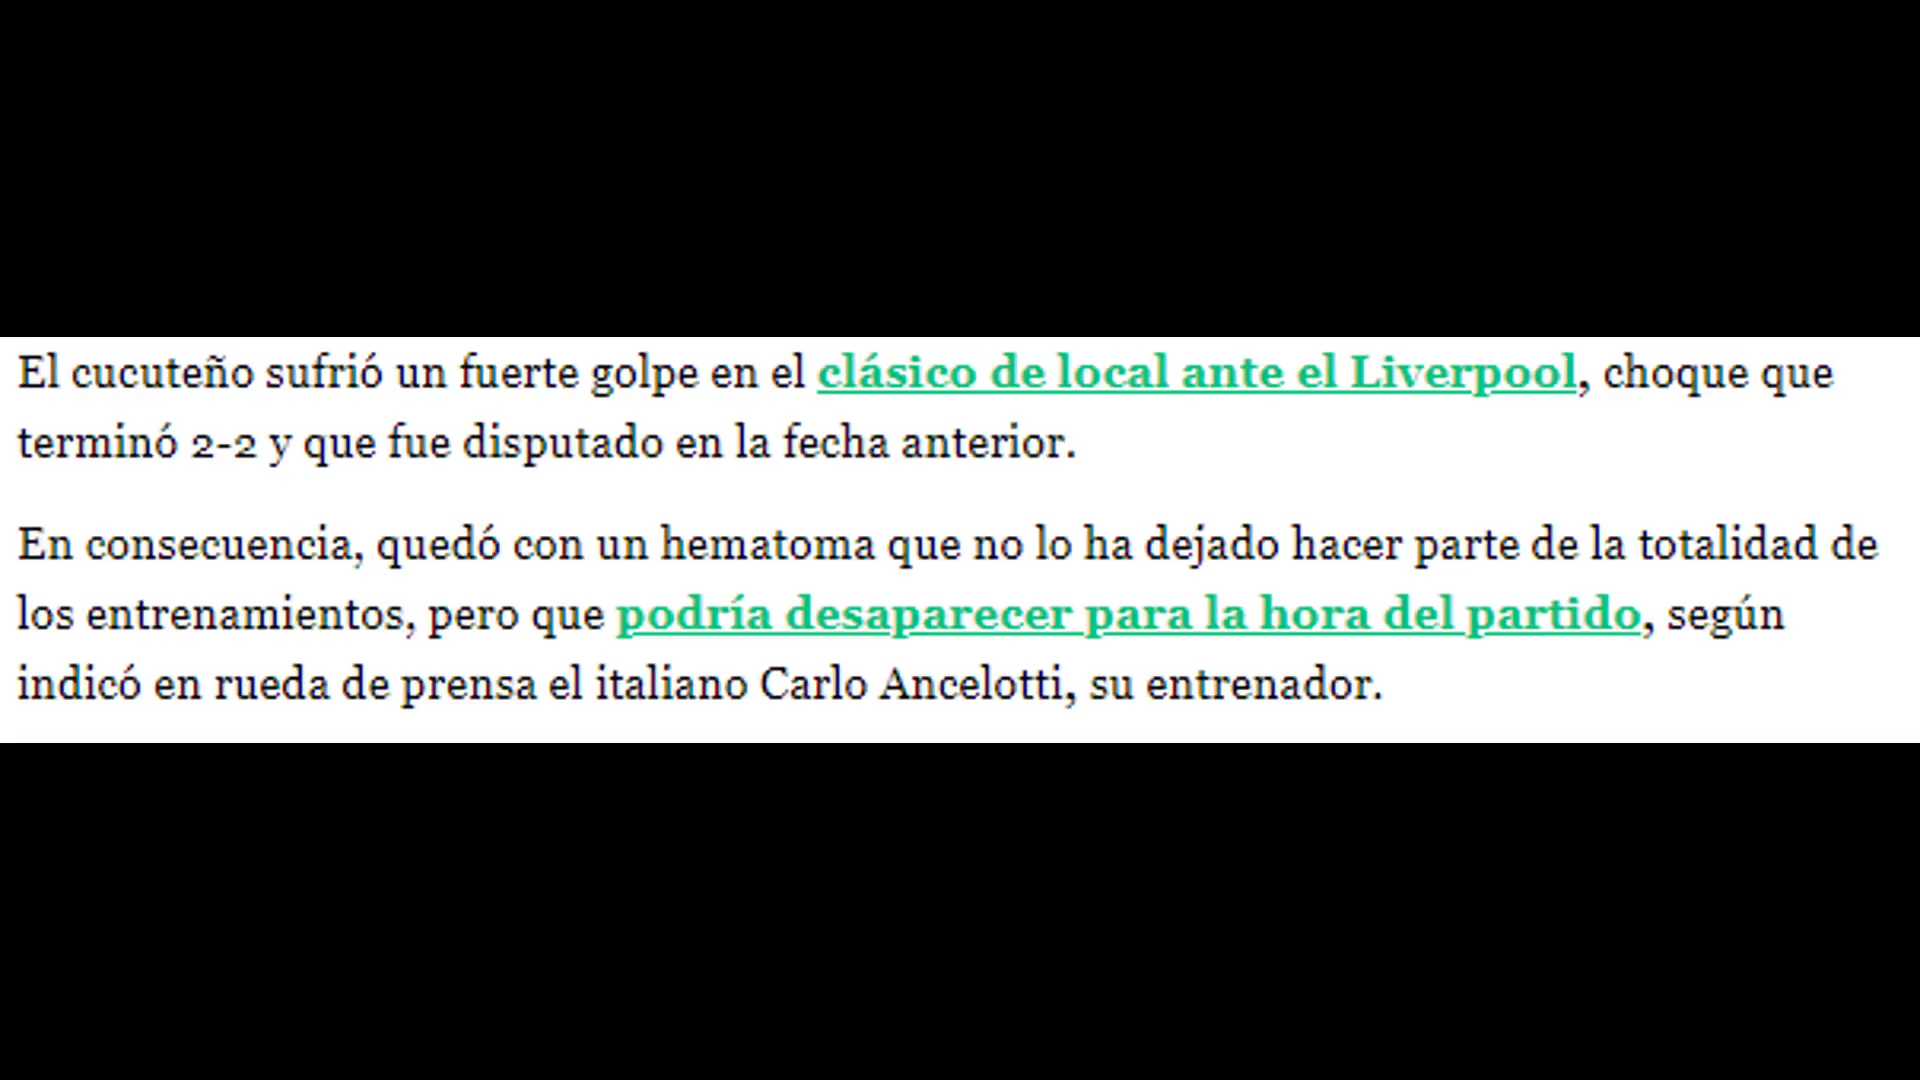 El cucuteño sufrió un fuerte golpe en el clásico de local ante el Liverpool, choque que
terminó 2-2 y que fue disputado en la fecha anterior.
En consecuencia, quedó con un hematoma que no lo ha dejado hacer parte de la totalidad de
los entrenamientos, pero que podría desaparecer para la hora del partido, según
indicó en rueda de prensa el italiano Carlo Ancelotti, su entrenador.